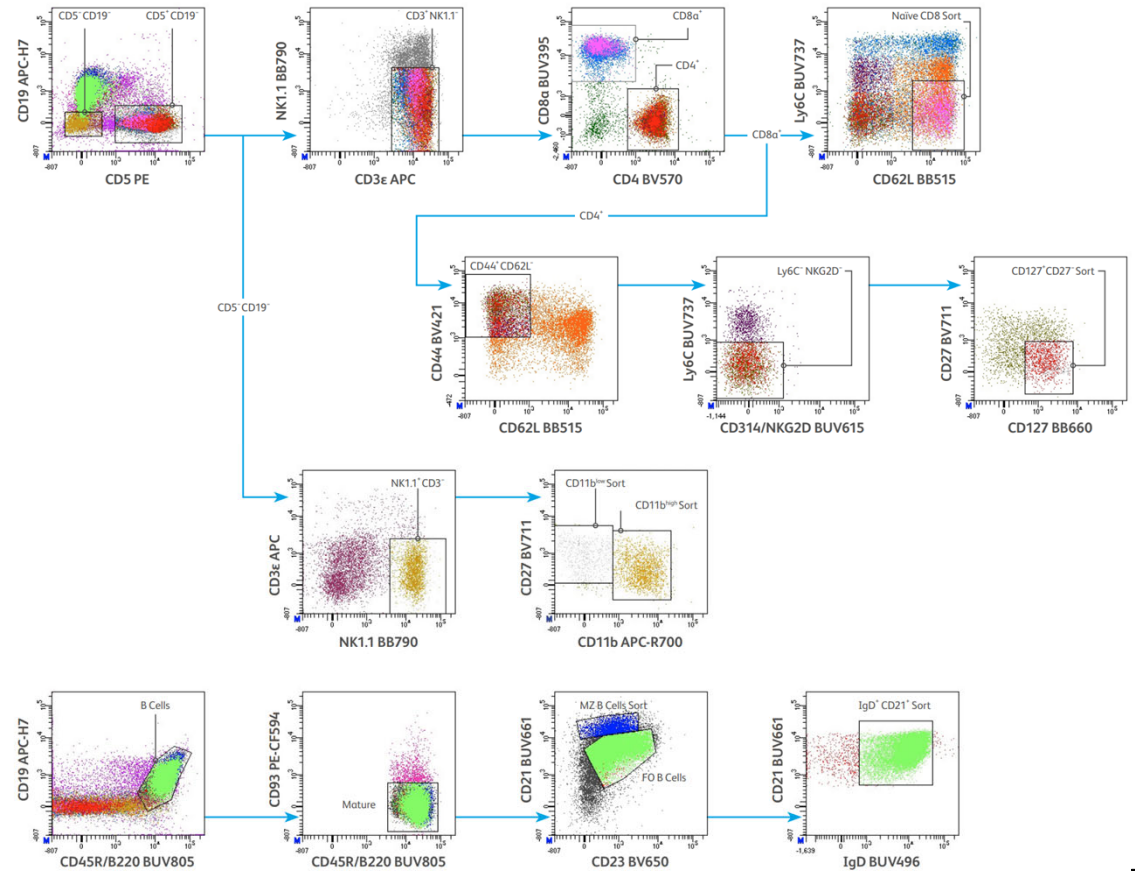 CD5⁻CD19⁻
CD5⁺CD19⁻
CD19 APC-H7
CD5 PE
CD3⁺NK1.1⁻
NK1.1 BB790
CD3ε APC
CD8α⁺
CD4⁺
CD8α BUV395
CD4 BV570
CD8α⁺
Naïve CD8 Sort
Ly6C BUV737
CD62L BB515
CD4⁺
CD5⁻CD19⁻
CD44⁺CD62L⁻
CD44 BV421
CD62L BB515
Ly6C⁻ NKG2D⁻
Ly6C BUV737
CD314/NKG2D BUV615
CD127⁺CD27⁻ Sort
CD27 BV711
CD127 BB660
NK1.1⁺CD3⁻
CD3ε APC
NK1.1 BB790
CD11b^low Sort
CD11b^high Sort
CD27 BV711
CD11b APC-R700
B Cells
CD19 APC-H7
CD45R/B220 BUV805
Mature
CD93 PE-CF594
CD45R/B220 BUV805
MZ B Cells Sort
FO B Cells
CD21 BUV661
CD23 BV650
IgD⁺ CD21⁺ Sort
CD21 BUV661
IgD BUV496